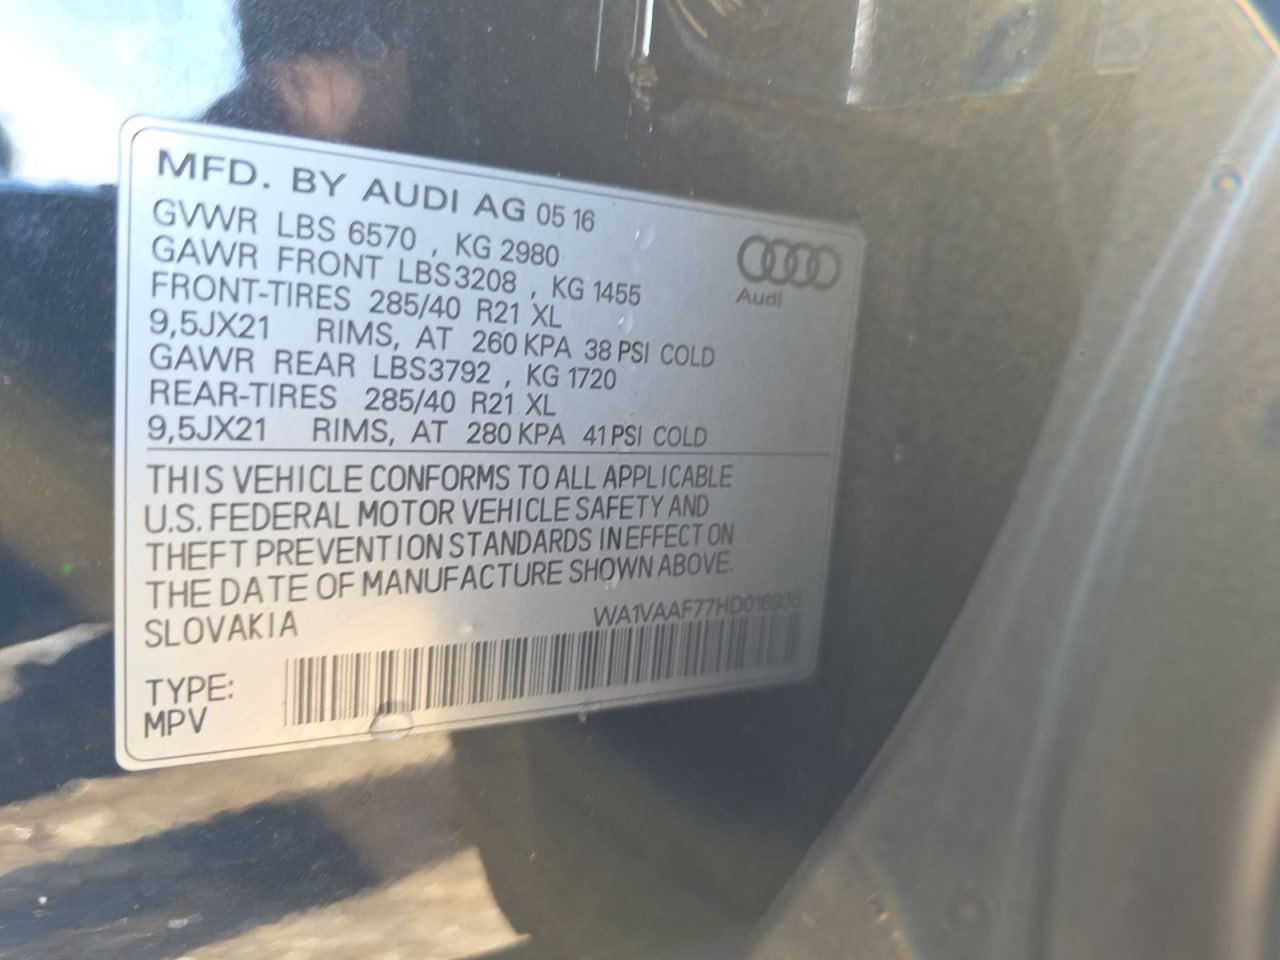 MFD. BY AUDI AG 05 16
GVWR LBS 6570 , KG 2980
GAWR FRONT LBS3208 , KG 1455
FRONT-TIRES 285/40 R21 XL
9,5JX21 RIMS, AT 260 KPA 38 PSI COLD
GAWR REAR LBS3792 , KG 1720
REAR-TIRES 285/40 R21 XL
9,5JX21 RIMS, AT 280 KPA 41 PSI COLD
Audi
THIS VEHICLE CONFORMS TO ALL APPLICABLE
U.S. FEDERAL MOTOR VEHICLE SAFETY AND
THEFT PREVENTION STANDARDS IN EFFECT ON
THE DATE OF MANUFACTURE SHOWN ABOVE.
SLOVAKIA WA1VAAF77HD016935
TYPE:
MPV